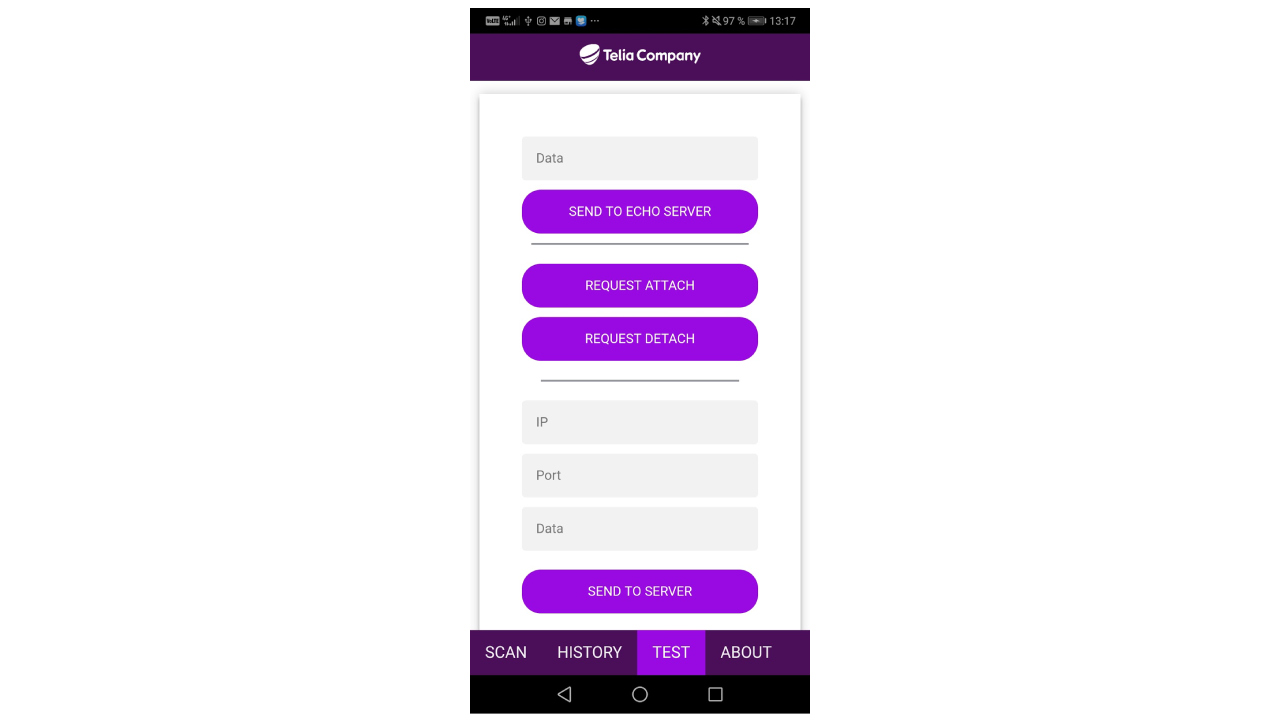 97 % 13:17
Telia Company
Data
SEND TO ECHO SERVER
REQUEST ATTACH
REQUEST DETACH
IP
Port
Data
SEND TO SERVER
SCAN HISTORY TEST ABOUT